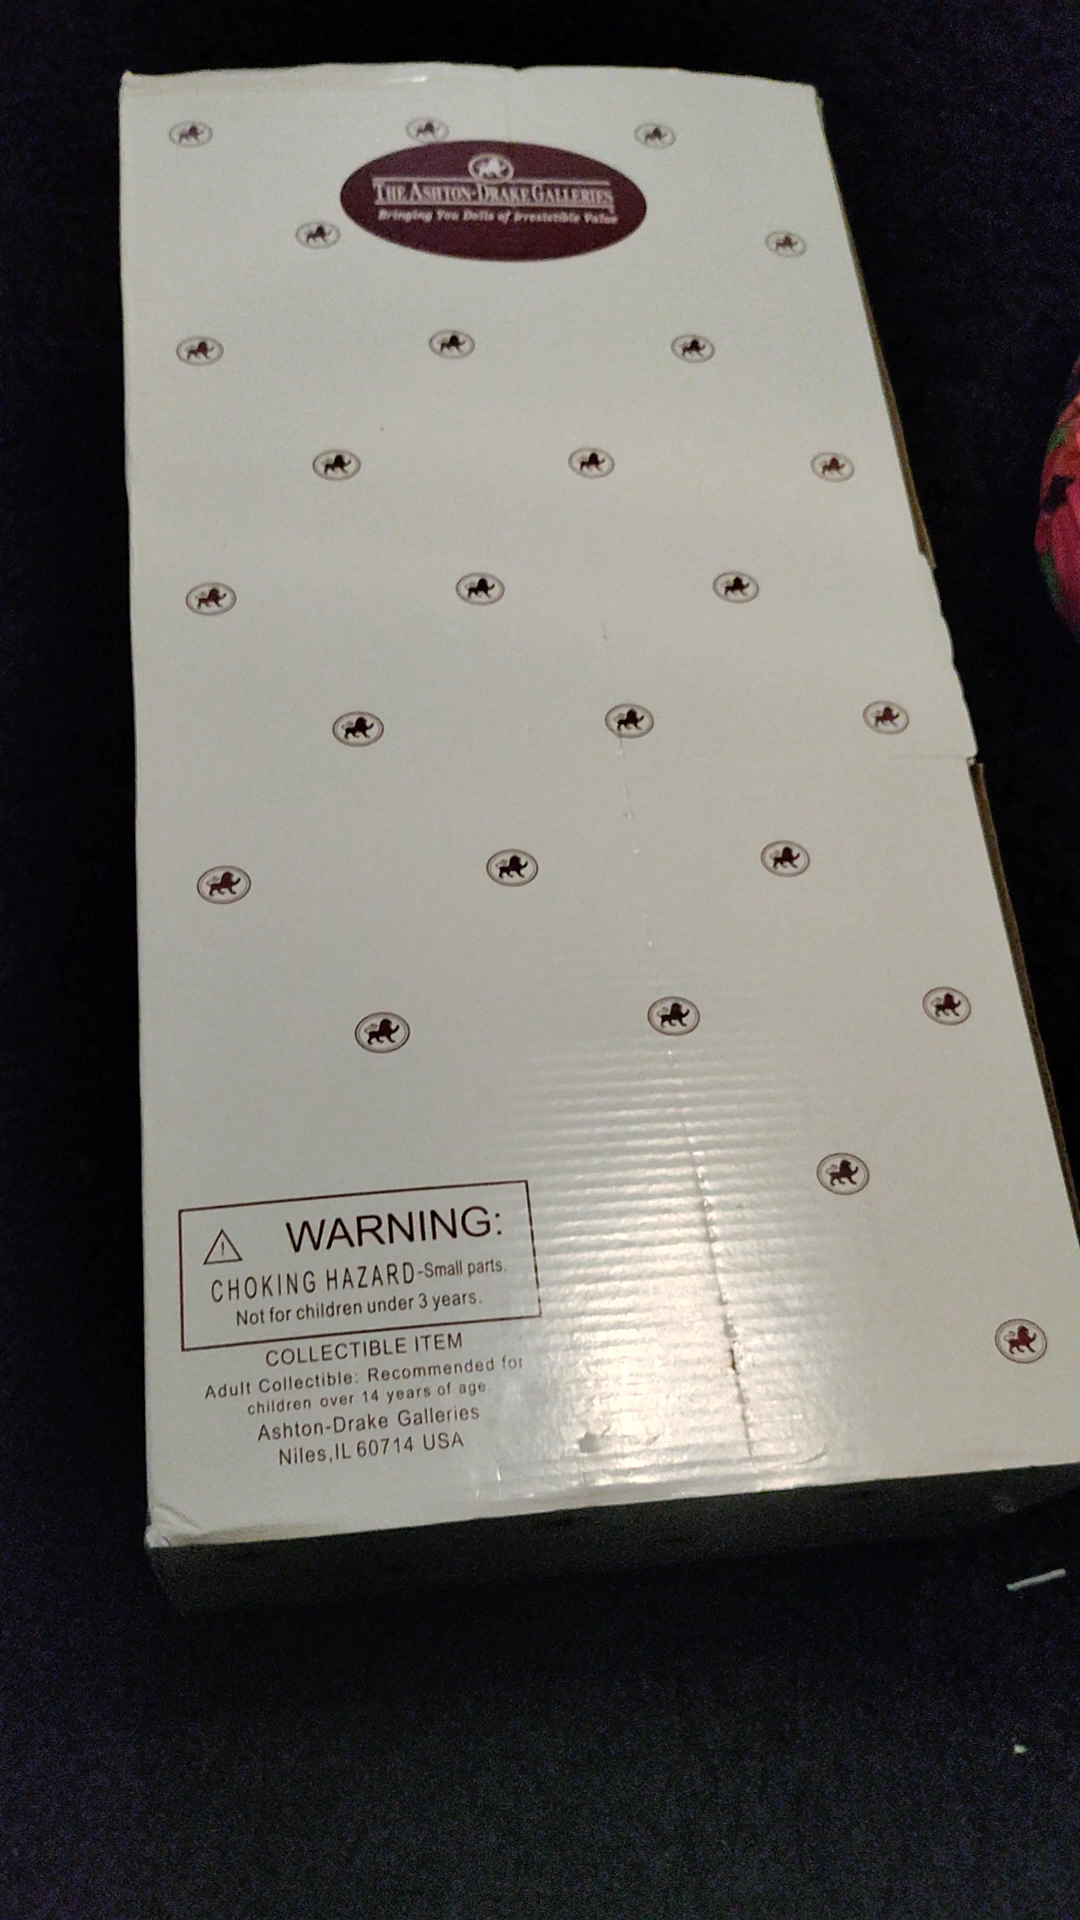 THE ASHTON-DRAKE GALLERIES
Bringing You Dolls of Irresistible Value
WARNING:
CHOKING HAZARD-Small parts.
Not for children under 3 years.
COLLECTIBLE ITEM
Adult Collectible: Recommended for
children over 14 years of age.
Ashton-Drake Galleries
Niles,IL 60714 USA